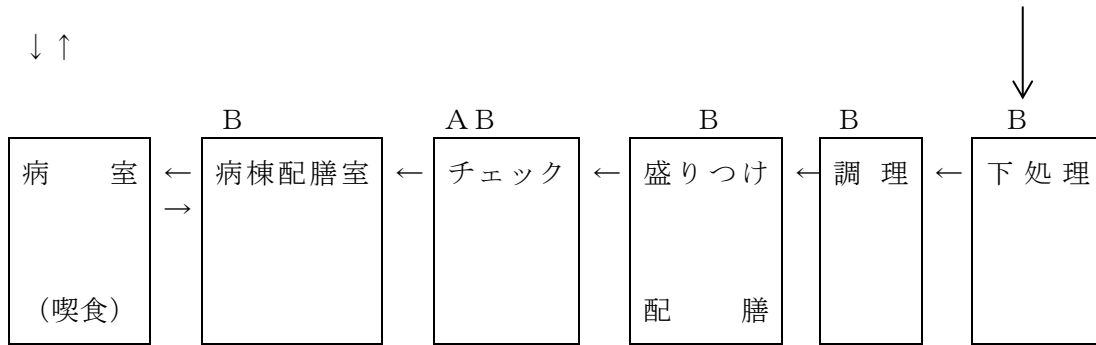 ↓ ↑
B AB B B B
病 室 ← 病棟配膳室 ← チェック ← 盛りつけ ← 調 理 ← 下 処 理
→
(喫食) 配 膳